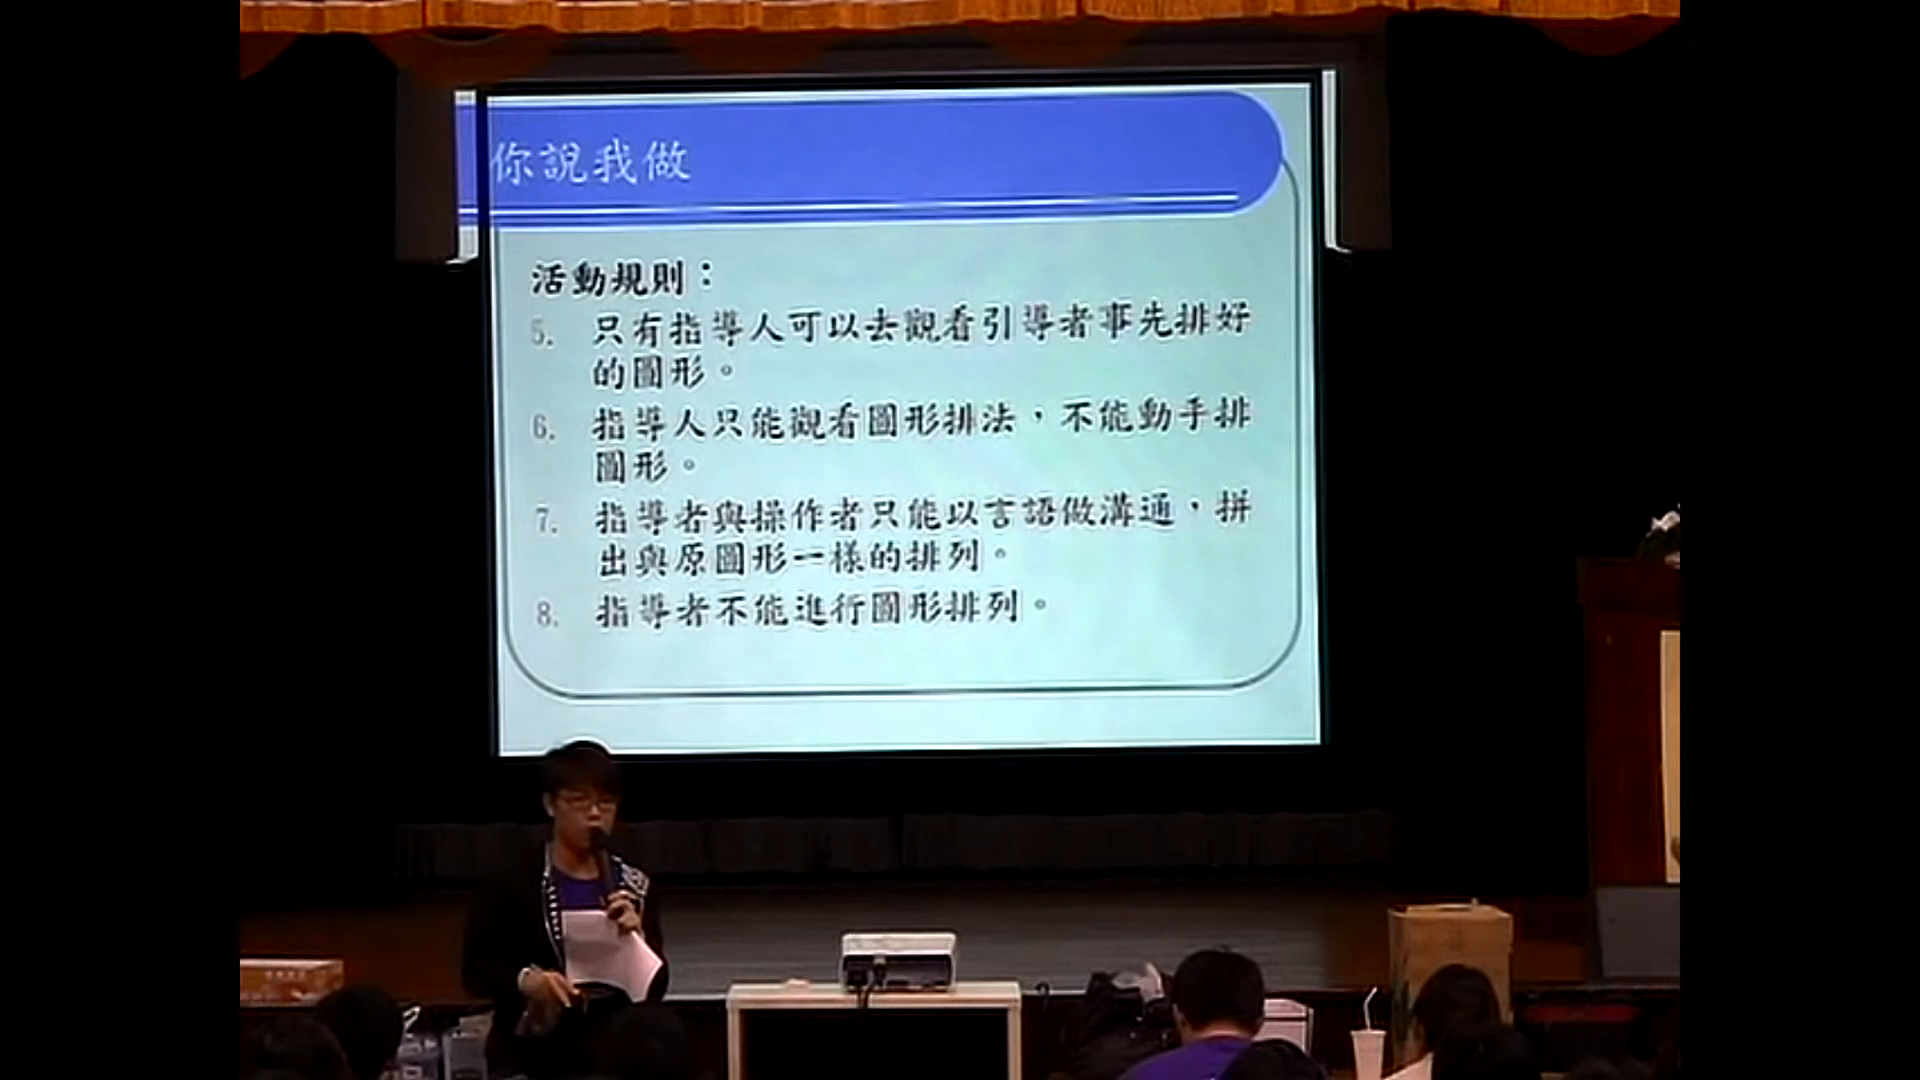 你說我做
活動規則：
5. 只有指導人可以去觀看引導者事先排好
的圖形。
6. 指導人只能觀看圖形排法，不能動手排
圖形。
7. 指導者與操作者只能以言語做溝通，拼
出與原圖形一樣的排列。
8. 指導者不能進行圖形排列。